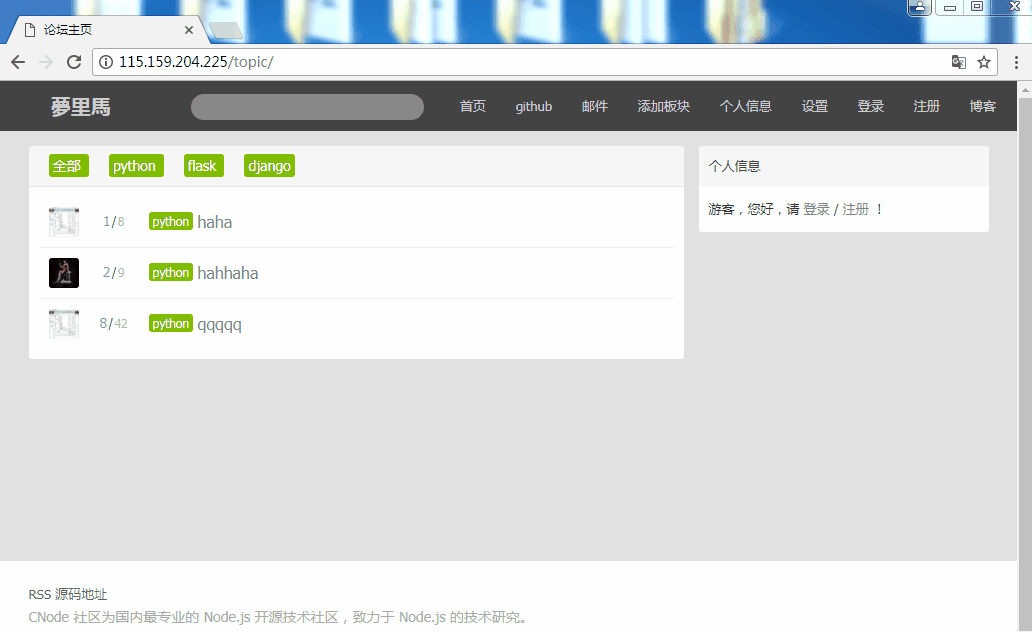 论坛主页
115.159.204.225/topic/
夢里馬 首页 github 邮件 添加板块 个人信息 设置 登录 注册 博客
全部 python flask django
1/8 python haha
2/9 python hahhaha
8/42 python qqqqq
个人信息
游客，您好，请 登录 / 注册 ！
RSS 源码地址
CNode 社区为国内最专业的 Node.js 开源技术社区，致力于 Node.js 的技术研究。